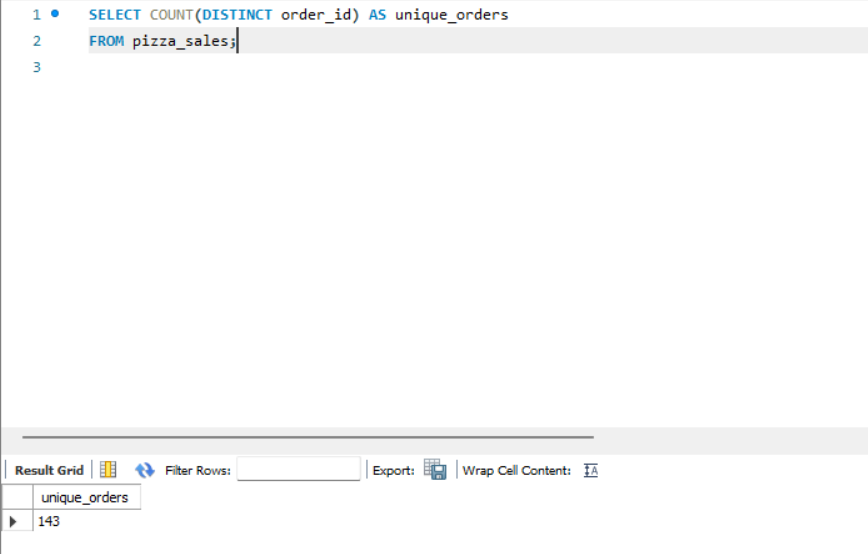 1 SELECT COUNT(DISTINCT order_id) AS unique_orders
2 FROM pizza_sales;
3
Result Grid Filter Rows: Export: Wrap Cell Content: IA
unique_orders
143